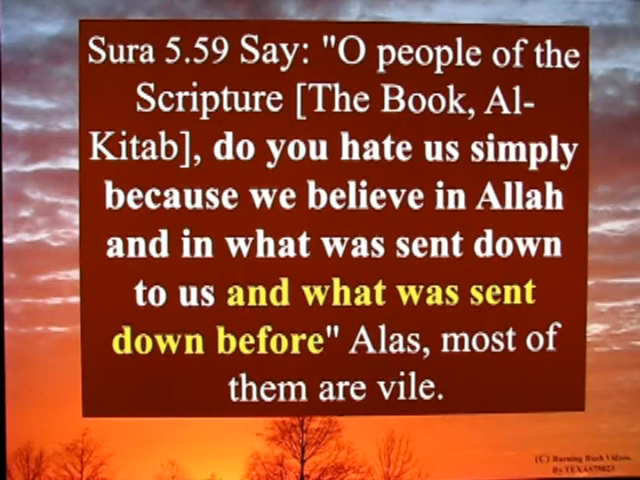 Sura 5.59 Say: "O people of the
Scripture [The Book, Al-
Kitab], do you hate us simply
because we believe in Allah
and in what was sent down
to us and what was sent
down before" Alas, most of
them are vile.
(C) Burning Bush Videos.
By TEXAS78023